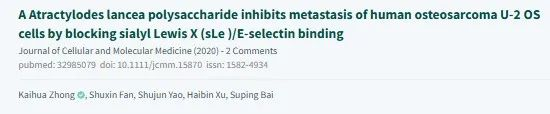 A Atractylodes lancea polysaccharide inhibits metastasis of human osteosarcoma U-2 OS
cells by blocking sialyl Lewis X (sLe )/E-selectin binding
Journal of Cellular and Molecular Medicine (2020) - 2 Comments
pubmed: 32985079 doi: 10.1111/jcmm.15870 issn: 1582-4934
Kaihua Zhong, Shuxin Fan, Shujun Yao, Haibin Xu, Suping Bai